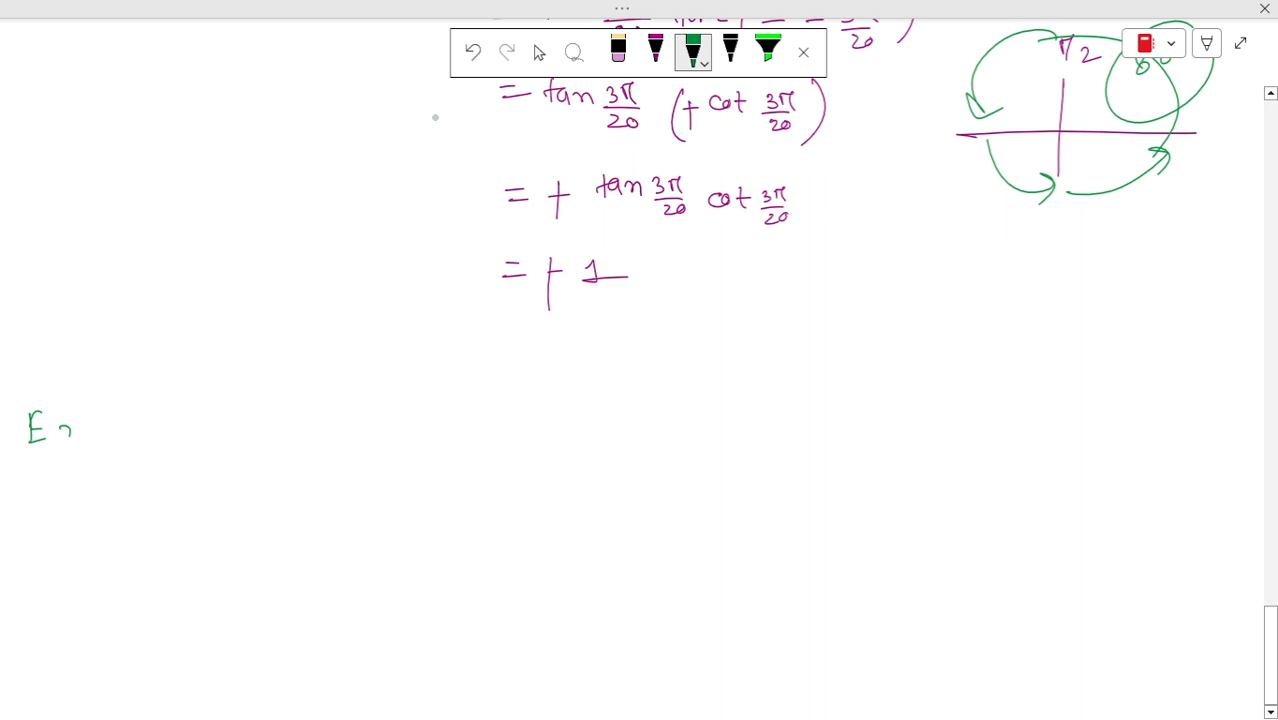 = tan 3π/20 (+ cot 3π/20)
= + tan 3π/20 cot 3π/20
= + 1
π/2
E